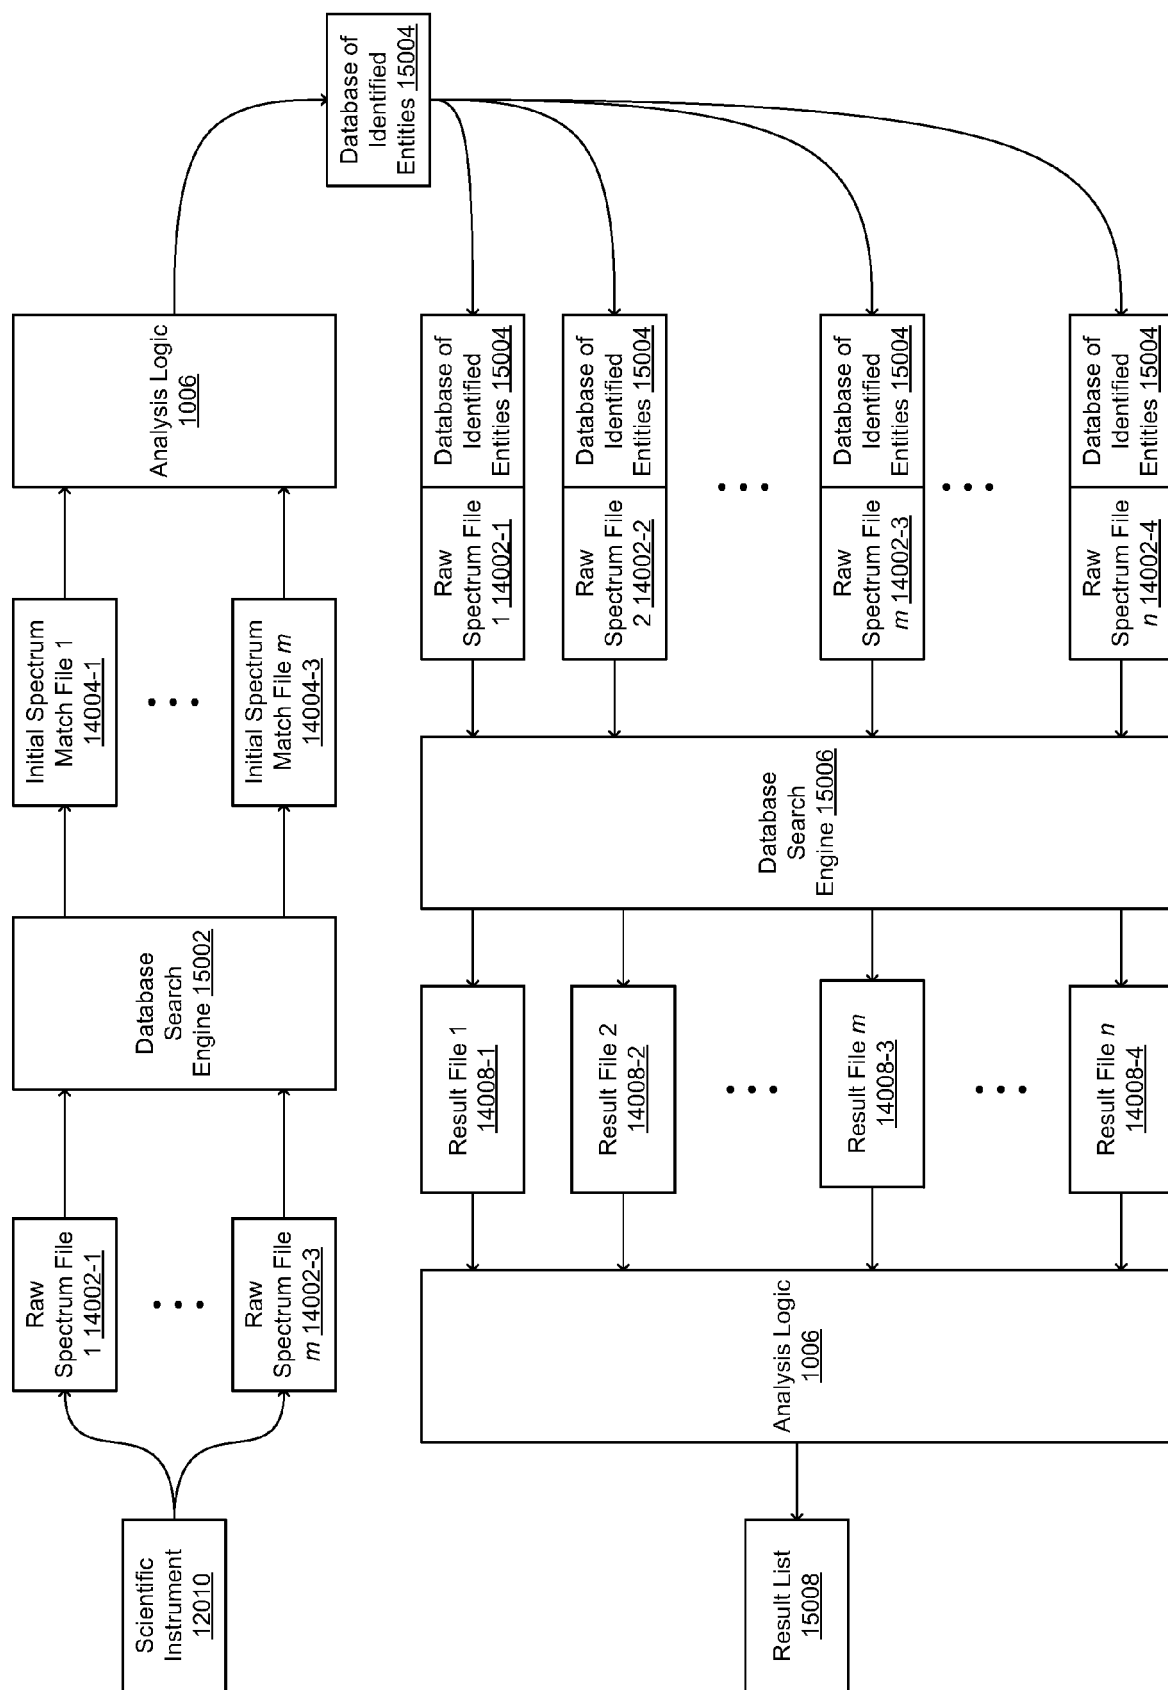 Scientific
Instrument
12010
Raw
Spectrum File
1 14002-1
Raw
Spectrum File
m 14002-3
Database
Search
Engine 15002
Initial Spectrum
Match File 1
14004-1
Initial Spectrum
Match File m
14004-3
Analysis Logic
1006
Database of
Identified
Entities 15004
Result List
15008
Analysis Logic
1006
Result File 1
14008-1
Result File 2
14008-2
Result File m
14008-3
Result File n
14008-4
Database
Search
Engine 15006
Raw
Spectrum File
1 14002-1
Database of
Identified
Entities 15004
Raw
Spectrum File
2 14002-2
Database of
Identified
Entities 15004
Raw
Spectrum File
m 14002-3
Database of
Identified
Entities 15004
Raw
Spectrum File
n 14002-4
Database of
Identified
Entities 15004